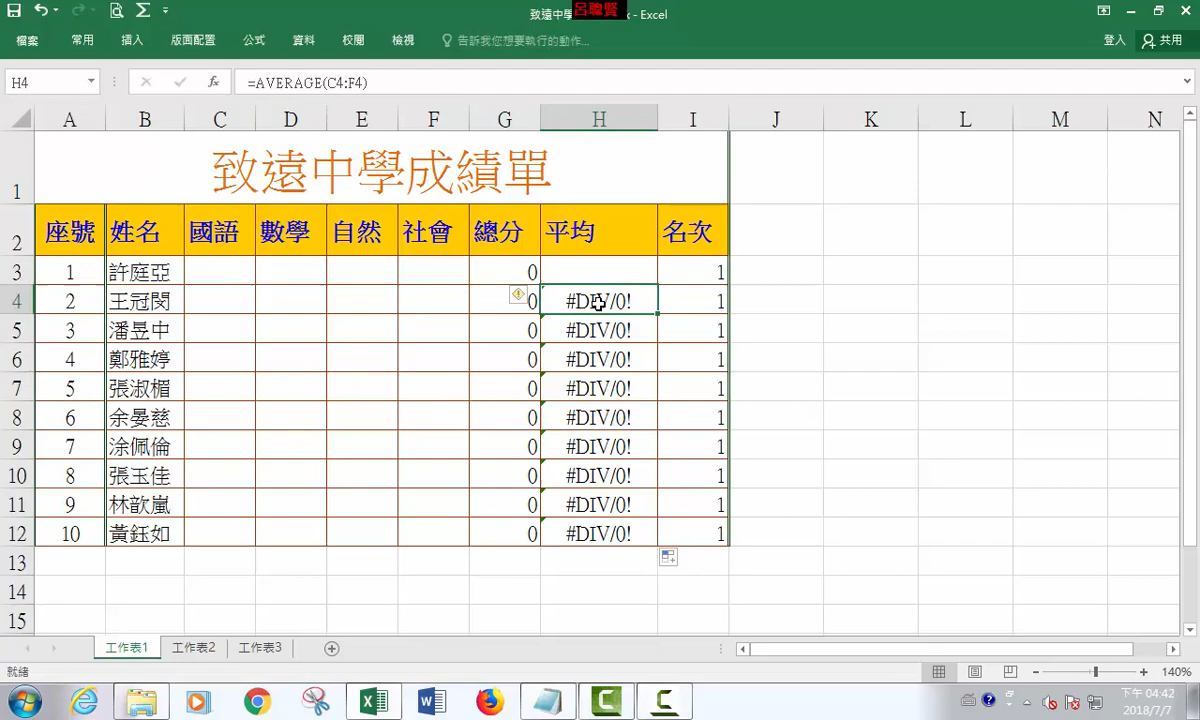 致遠中學 呂聰賢 - Excel
檔案 常用 插入 版面配置 公式 資料 校閱 檢視 告訴我您想要執行的動作... 登入 共用
H4 fx =AVERAGE(C4:F4)
A B C D E F G H I J K L M N
1 致遠中學成績單
2 座號 姓名 國語 數學 自然 社會 總分 平均 名次
3 1 許庭亞 0 1
4 2 王冠閔 0 #DIV/0! 1
5 3 潘昱中 0 #DIV/0! 1
6 4 鄭雅婷 0 #DIV/0! 1
7 5 張淑楣 0 #DIV/0! 1
8 6 余晏慈 0 #DIV/0! 1
9 7 涂佩倫 0 #DIV/0! 1
10 8 張玉佳 0 #DIV/0! 1
11 9 林歆嵐 0 #DIV/0! 1
12 10 黃鈺如 0 #DIV/0! 1
13
14
15
工作表1 工作表2 工作表3
就緒 140%
下午 04:42
2018/7/7